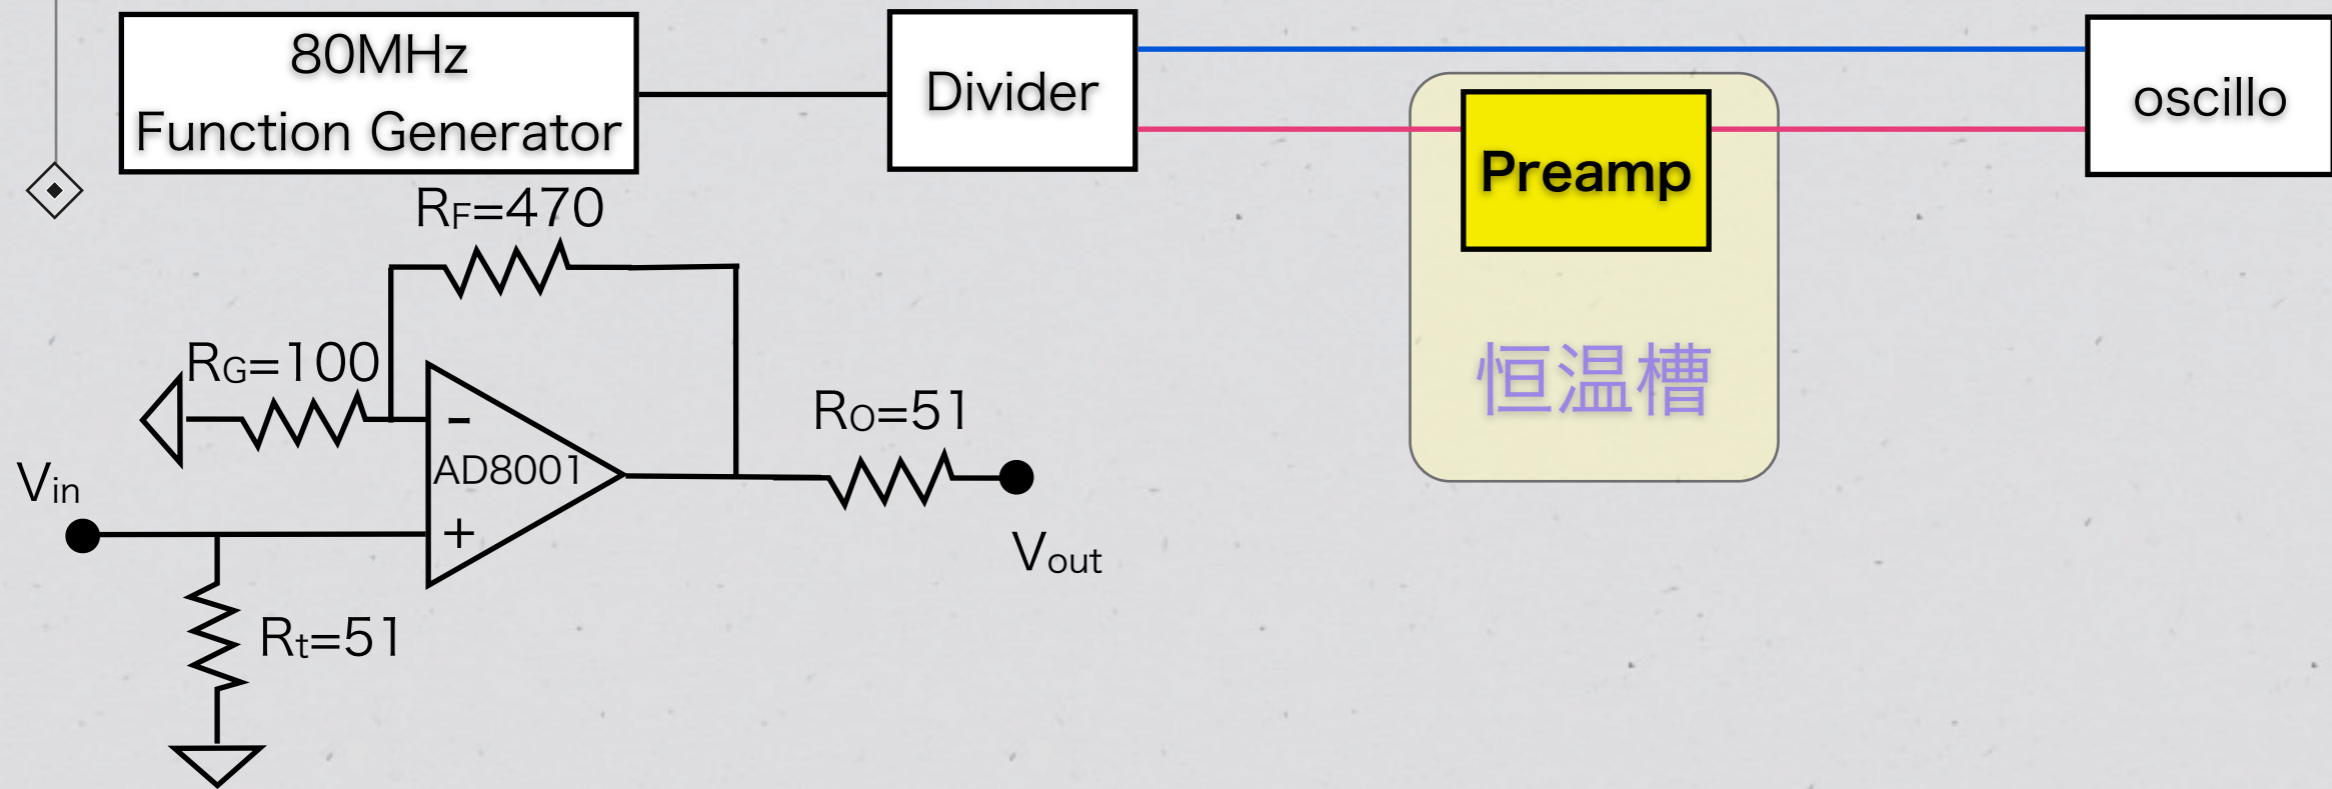 80MHz
Function Generator
Divider
oscillo
Preamp
恒温槽
RF=470
RG=100
-
AD8001
+
RO=51
Vin
Vout
Rt=51